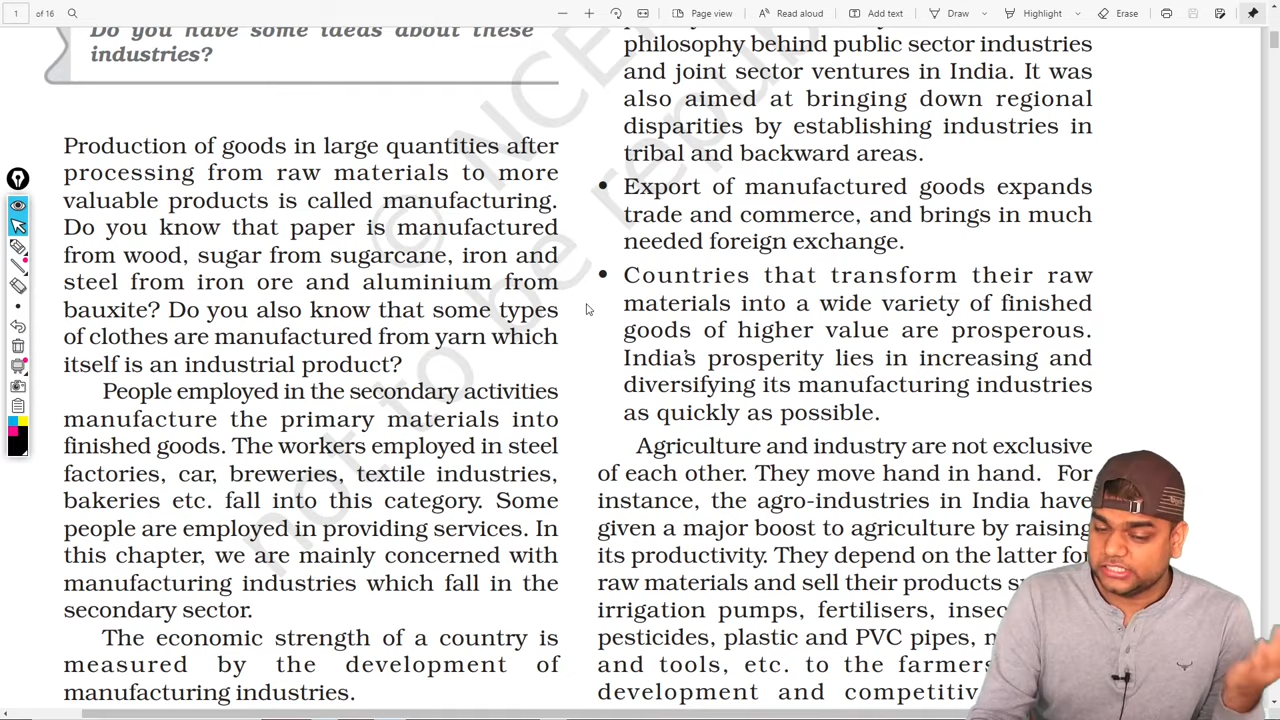 1 of 16
Page view
Read aloud
Add text
Draw
Highlight
Erase
Do you have some ideas about these
industries?
Production of goods in large quantities after
processing from raw materials to more
valuable products is called manufacturing.
Do you know that paper is manufactured
from wood, sugar from sugarcane, iron and
steel from iron ore and aluminium from
bauxite? Do you also know that some types
of clothes are manufactured from yarn which
itself is an industrial product?
People employed in the secondary activities
manufacture the primary materials into
finished goods. The workers employed in steel
factories, car, breweries, textile industries,
bakeries etc. fall into this category. Some
people are employed in providing services. In
this chapter, we are mainly concerned with
manufacturing industries which fall in the
secondary sector.
The economic strength of a country is
measured by the development of
manufacturing industries.
philosophy behind public sector industries
and joint sector ventures in India. It was
also aimed at bringing down regional
disparities by establishing industries in
tribal and backward areas.
• Export of manufactured goods expands
trade and commerce, and brings in much
needed foreign exchange.
• Countries that transform their raw
materials into a wide variety of finished
goods of higher value are prosperous.
India's prosperity lies in increasing and
diversifying its manufacturing industries
as quickly as possible.
Agriculture and industry are not exclusive
of each other. They move hand in hand. For
instance, the agro-industries in India have
given a major boost to agriculture by raising
its productivity. They depend on the latter for
raw materials and sell their products
irrigation pumps, fertilisers,
pesticides, plastic and PVC pipes,
and tools, etc. to the farmers
development and
© NCE
not to be repub